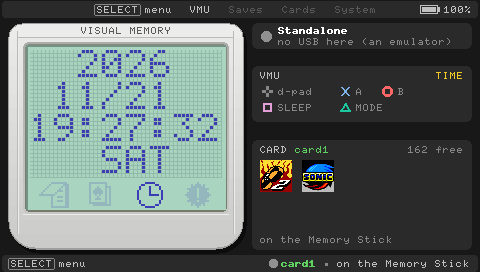 SELECT menu VMU Saves Cards System 100%
VISUAL MEMORY
2026
11/21
19:27:32
SAT
Standalone
no USB here (an emulator)
VMU TIME
d-pad A B
SLEEP MODE
CARD card1 162 free
SONIC
on the Memory Stick
SELECT menu card1 • on the Memory Stick